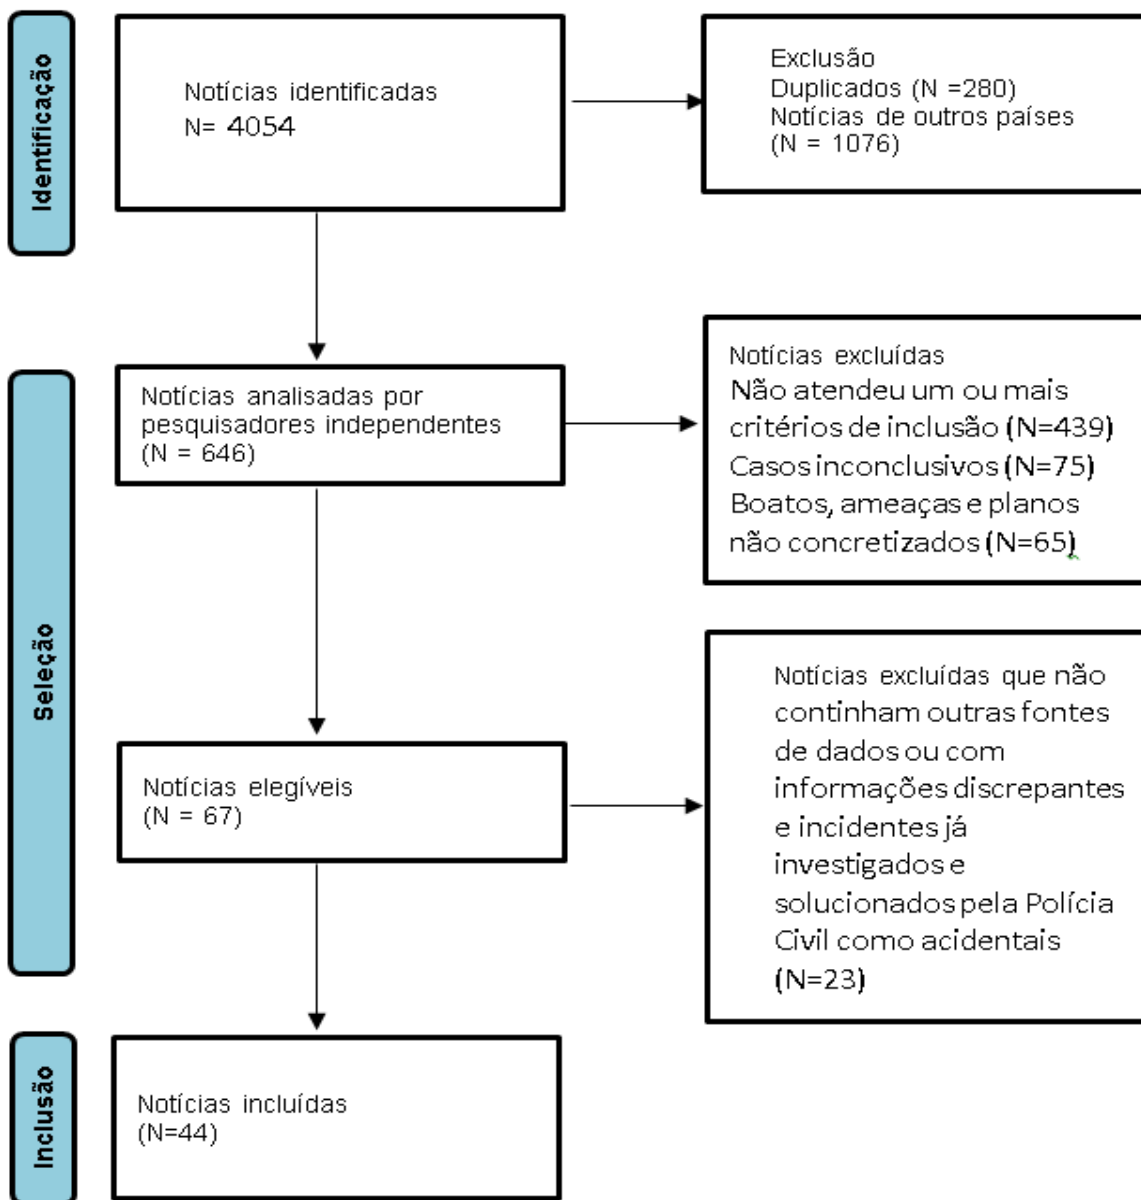 Identificação
Notícias identificadas
N= 4054
Exclusão
Duplicados (N =280)
Notícias de outros países
(N = 1076)
Seleção
Notícias analisadas por
pesquisadores independentes
(N = 646)
Notícias excluídas
Não atendeu um ou mais
critérios de inclusão (N=439)
Casos inconclusivos (N=75)
Boatos, ameaças e planos
não concretizados (N=65)
Notícias elegíveis
(N = 67)
Notícias excluídas que não
continham outras fontes
de dados ou com
informações discrepantes
e incidentes já
investigados e
solucionados pela Polícia
Civil como acidentais
(N=23)
Inclusão
Notícias incluídas
(N=44)